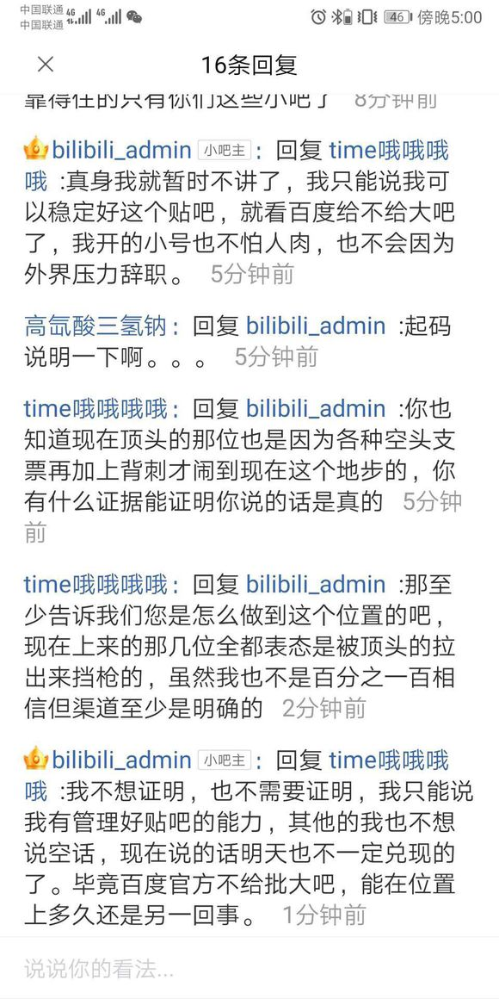 中国联通 4G 4G 46 傍晚5:00
中国联通
16条回复
靠得住的只有你们这些小吧了 8分钟前
bilibili_admin 小吧主 : 回复 time哦哦哦
哦 :真身我就暂时不讲了，我只能说我可
以稳定好这个贴吧，就看百度给不给大吧
了，我开的小号也不怕人肉，也不会因为
外界压力辞职。 5分钟前
高氙酸三氢钠: 回复 bilibili_admin :起码
说明一下啊。。。 5分钟前
time哦哦哦哦: 回复 bilibili_admin :你也
知道现在顶头的那位也是因为各种空头支
票再加上背刺才闹到现在这个地步的，你
有什么证据能证明你说的话是真的 5分钟
前
time哦哦哦哦: 回复 bilibili_admin :那至
少告诉我们您是怎么做到这个位置的吧，
现在上来的那几位全都表态是被顶头的拉
出来挡枪的，虽然我也不是百分之一百相
信但渠道至少是明确的 2分钟前
bilibili_admin 小吧主 : 回复 time哦哦哦
哦 :我不想证明，也不需要证明，我只能说
我有管理好贴吧的能力，其他的我也不想
说空话，现在说的话明天也不一定兑现的
了。毕竟百度官方不给批大吧，能在位置
上多久还是另一回事。 1分钟前
说说你的看法...